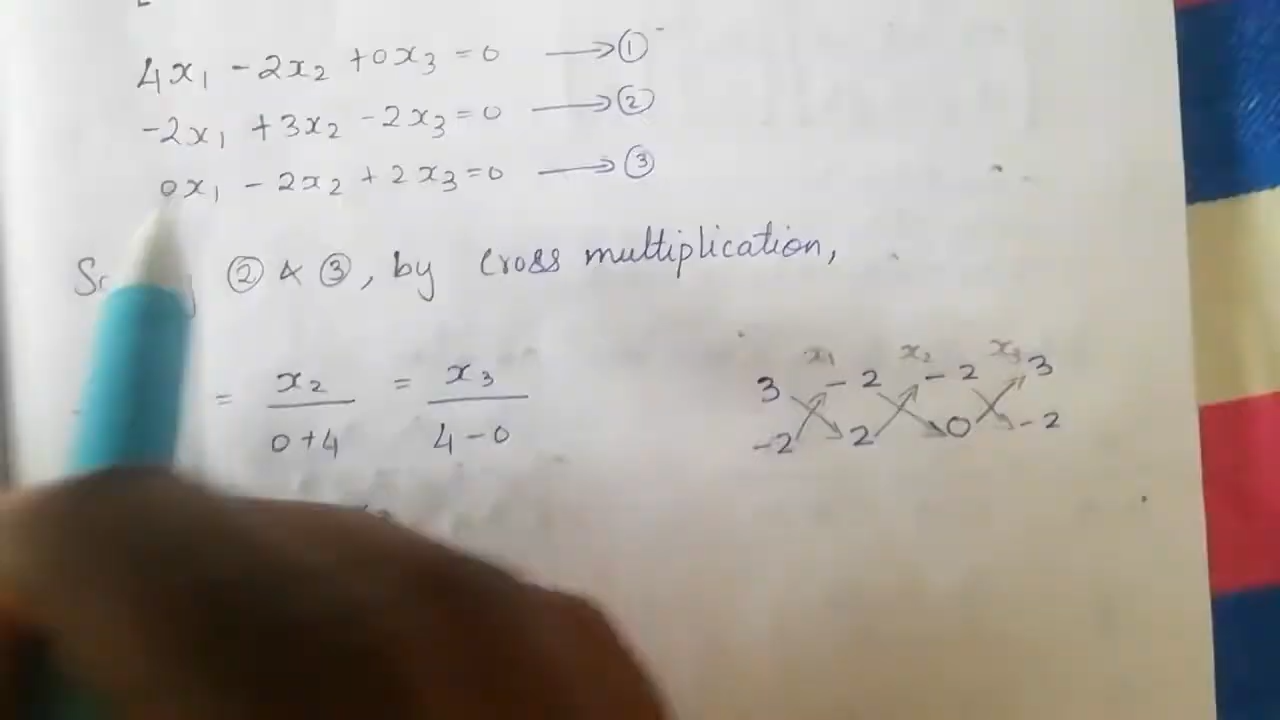 4x₁ - 2x₂ + 0x₃ = 0 ⟶ ①
-2x₁ + 3x₂ - 2x₃ = 0 ⟶ ②
0x₁ - 2x₂ + 2x₃ = 0 ⟶ ③
② & ③, by cross multiplication,
= x₂ / 0+4 = x₃ / 4-0
x₁ x₂ x₃
3 -2 -2 3
-2 2 0 -2